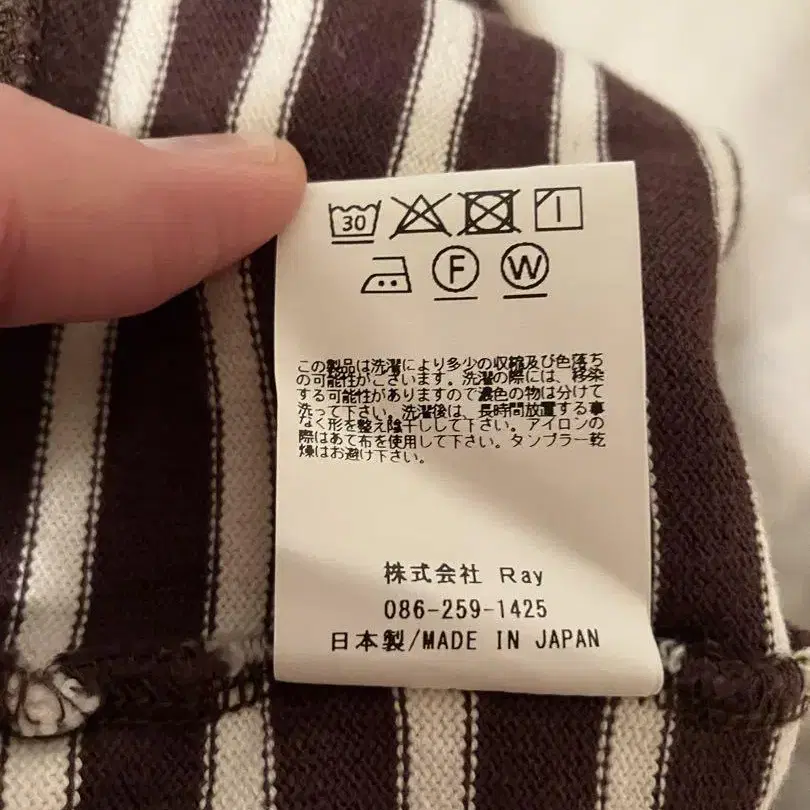 30
F W
この製品は洗濯により多少の収縮及び色落ち
の可能性がございます。洗濯の際には、移染
する可能性がありますので濃色の物は分けて
洗って下さい。洗濯後は、長時間放置する事
なく形を整え陰干しして下さい。アイロンの
際はあて布を使用して下さい。タンブラー乾
燥はお避け下さい。
株式会社 Ray
086-259-1425
日本製/MADE IN JAPAN